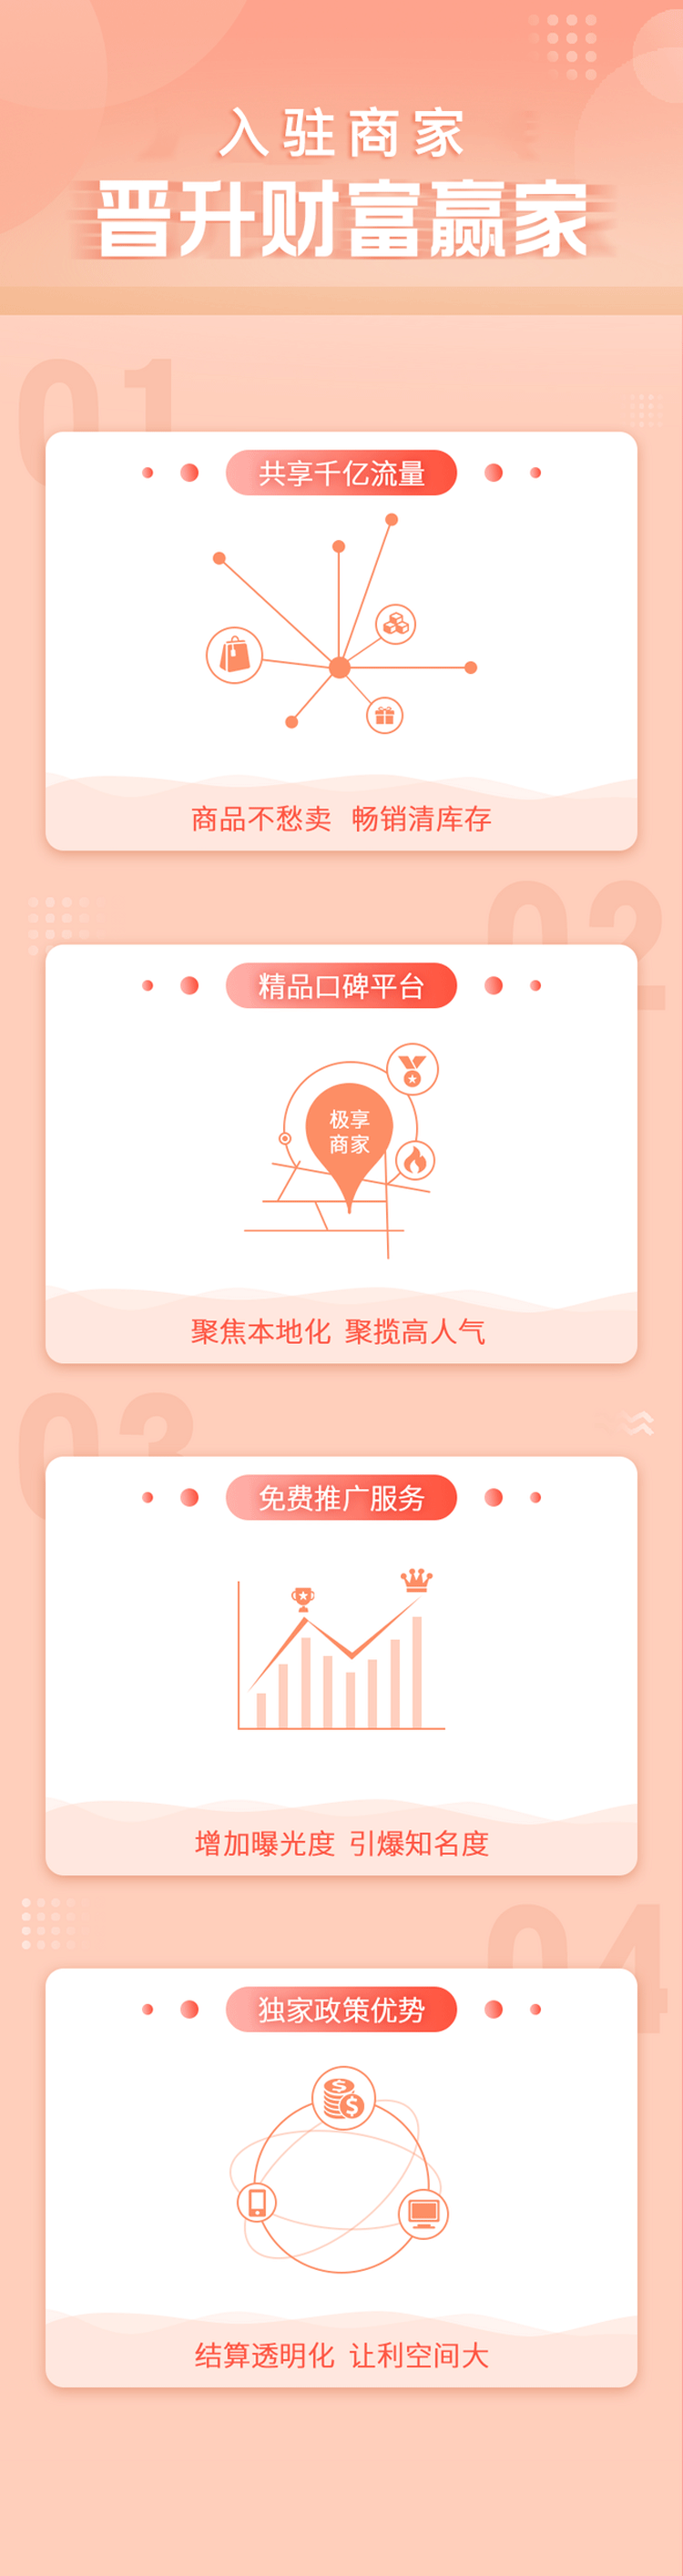 入驻商家
晋升财富赢家
01
共享千亿流量
商品不愁卖 畅销清库存
02
精品口碑平台
极享
商家
聚焦本地化 聚揽高人气
03
免费推广服务
增加曝光度 引爆知名度
04
独家政策优势
结算透明化 让利空间大